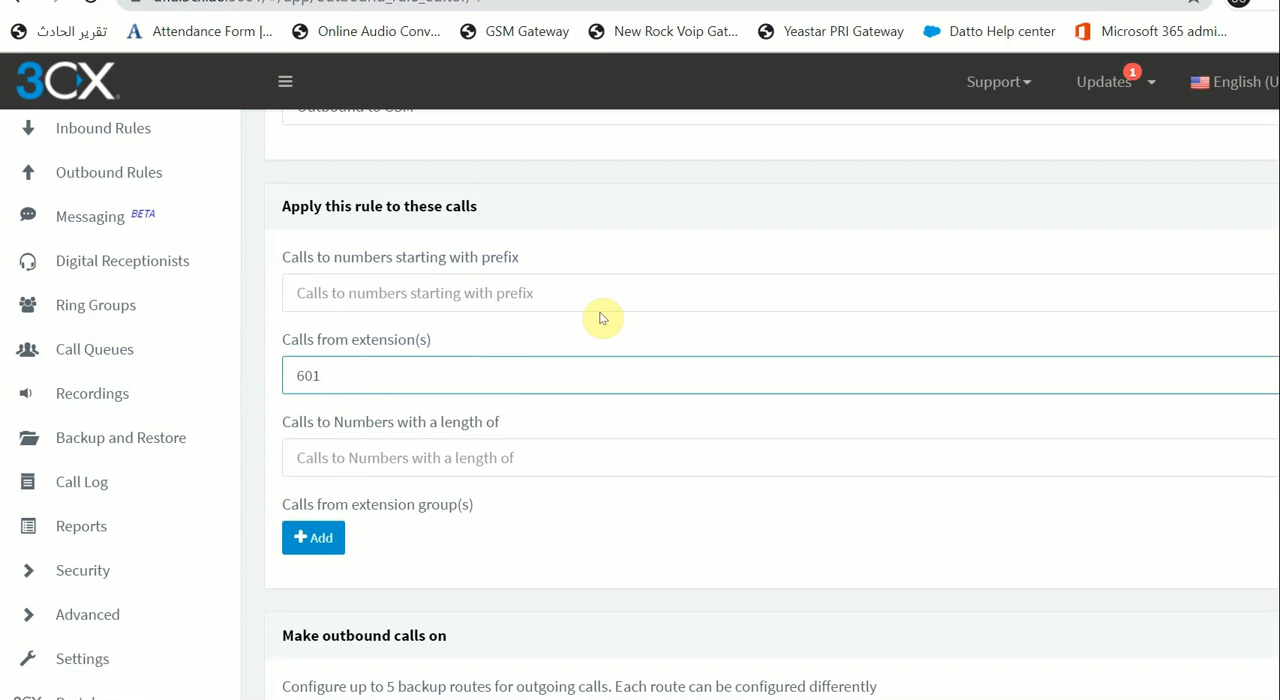 تقرير الحادث
Attendance Form |...
Online Audio Conv...
GSM Gateway
New Rock Voip Gat...
Yeastar PRI Gateway
Datto Help center
Microsoft 365 admi...
3CX
Support
Updates
1
English (U
Outbound to GSM
Inbound Rules
Outbound Rules
Messaging BETA
Digital Receptionists
Ring Groups
Call Queues
Recordings
Backup and Restore
Call Log
Reports
Security
Advanced
Settings
3CX
Apply this rule to these calls
Calls to numbers starting with prefix
Calls to numbers starting with prefix
Calls from extension(s)
601
Calls to Numbers with a length of
Calls to Numbers with a length of
Calls from extension group(s)
+ Add
Make outbound calls on
Configure up to 5 backup routes for outgoing calls. Each route can be configured differently